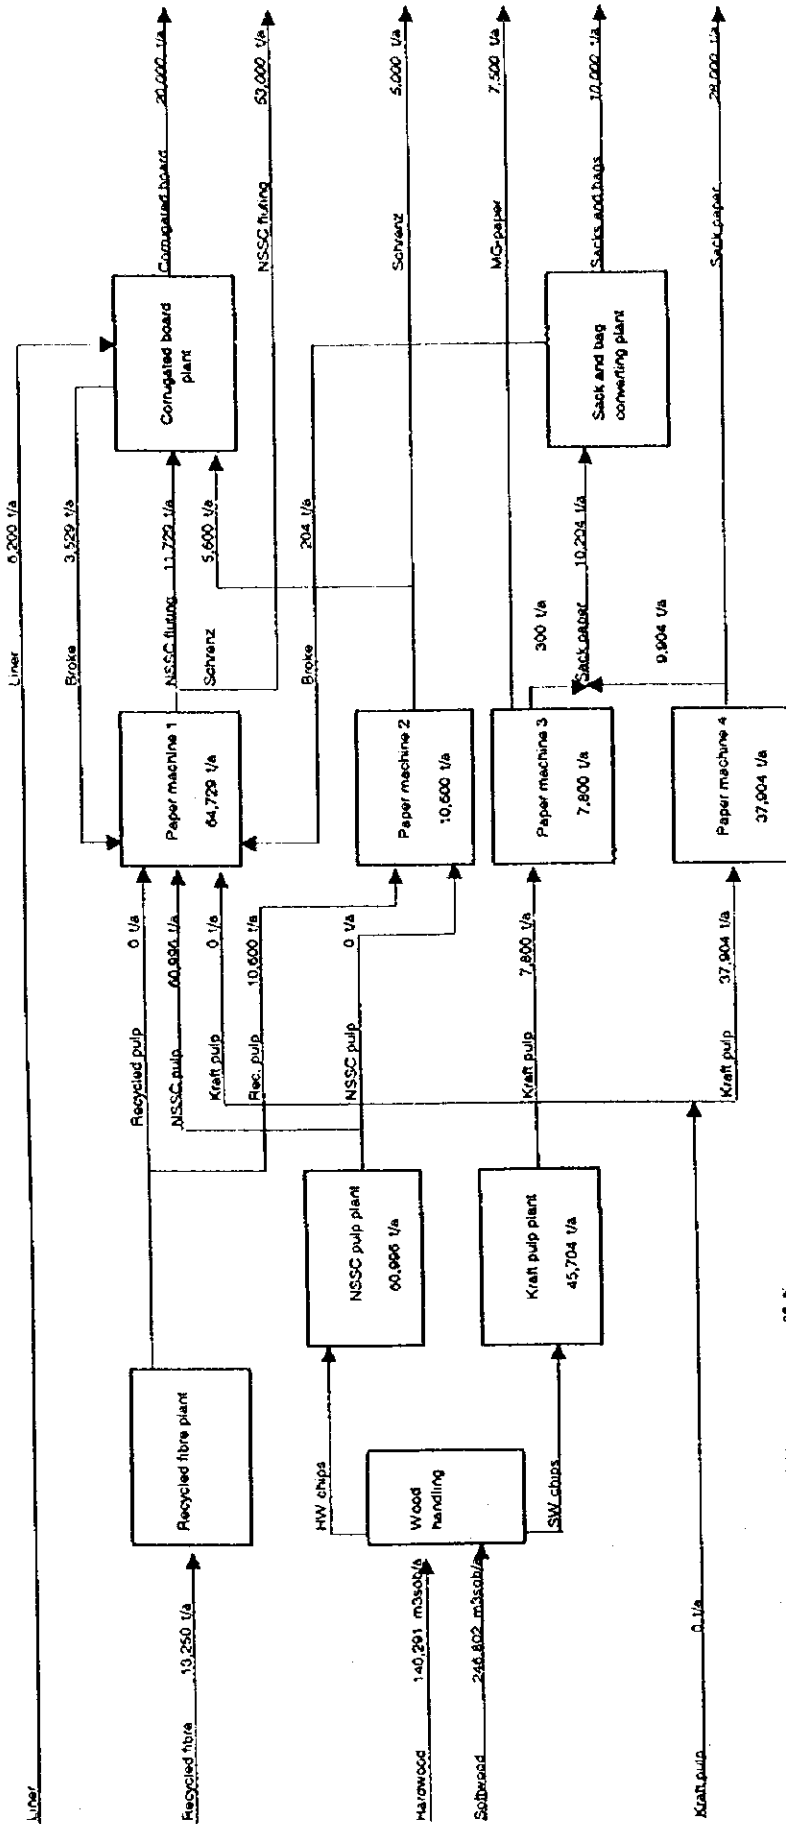 Liner
Liner
6,200 t/a
Broke
3,529 t/a
Corrugated board
20,000 t/a
Corrugated board
plant
NSSC fluting
11,729 t/a
Schrenz
5,600 t/a
NSSC fluting
53,000 t/a
Recycled fibre
13,250 t/a
Recycled fibre plant
Recycled pulp
0 t/a
NSSC pulp
60,996 t/a
Kraft pulp
0 t/a
Rec. pulp
10,600 t/a
Paper machine 1
64,729 t/a
Broke
204 t/a
NSSC pulp
0 t/a
NSSC pulp plant
60,996 t/a
Paper machine 2
10,600 t/a
Schrenz
5,000 t/a
Hardwood
140,291 m3sob/a
Softwood
246,802 m3sob/a
Wood
handling
HW chips
SW chips
Kraft pulp plant
45,704 t/a
Kraft pulp
7,800 t/a
Paper machine 3
7,800 t/a
MG-paper
7,500 t/a
300 t/a
Sack paper
10,204 t/a
9,904 t/a
Sack and bag
converting plant
Sacks and bags
10,000 t/a
Kraft pulp
0 t/a
Kraft pulp
37,904 t/a
Paper machine 4
37,904 t/a
Sack paper
28,000 t/a